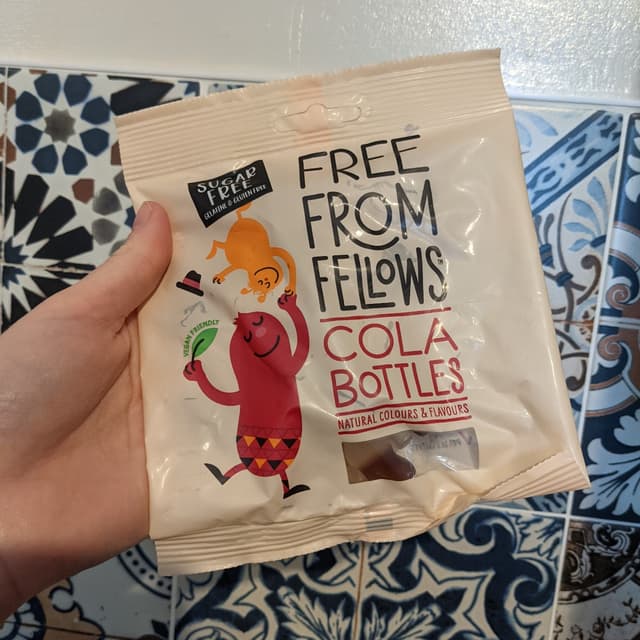 SUGAR
FREE
GELATINE & GLUTEN FREE
FREE
FROM
FELLOWS
VEGAN FRIENDLY
COLA
BOTTLES
NATURAL COLOURS & FLAVOURS